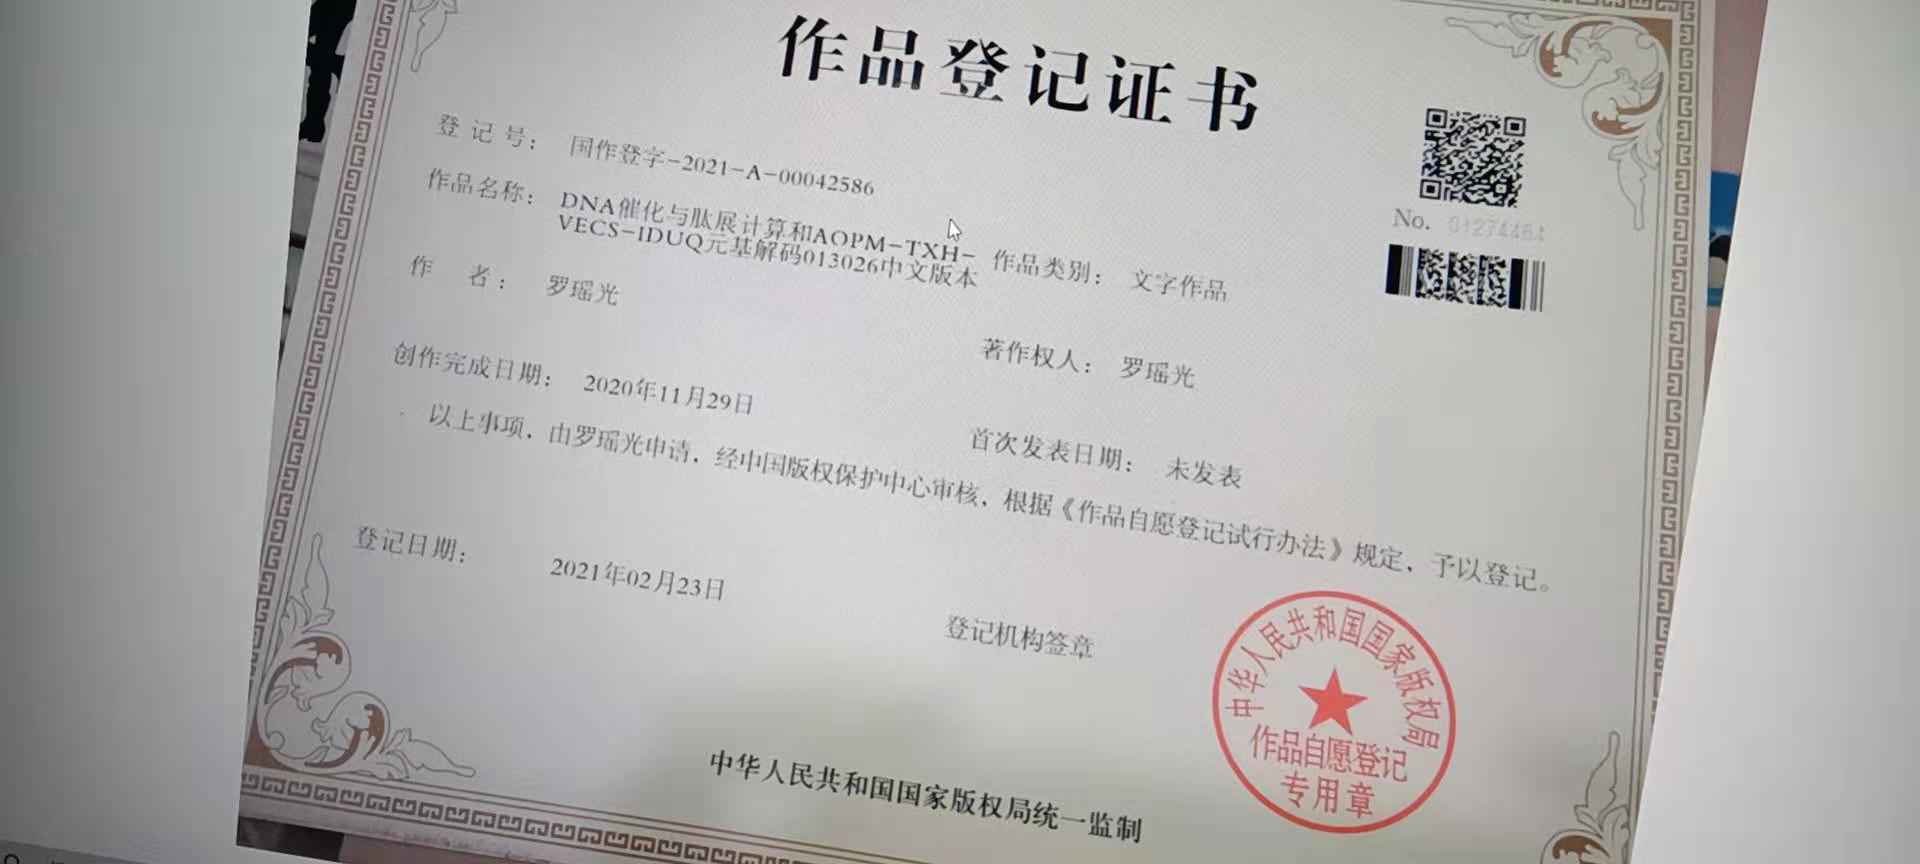 作品登记证书
登记号： 国作登字-2021-A-00042586
作品名称： DNA催化与肽展计算和AOPM-TXH-
VECS-IDUQ元基解码013026中文版本
作品类别： 文字作品
No. 01274464
作 者： 罗瑶光
著作权人： 罗瑶光
创作完成日期： 2020年11月29日
首次发表日期： 未发表
以上事项，由罗瑶光申请，经中国版权保护中心审核，根据《作品自愿登记试行办法》规定，予以登记。
登记日期： 2021年02月23日
登记机构签章
中华人民共和国国家版权局
作品自愿登记
专用章
中华人民共和国国家版权局统一监制